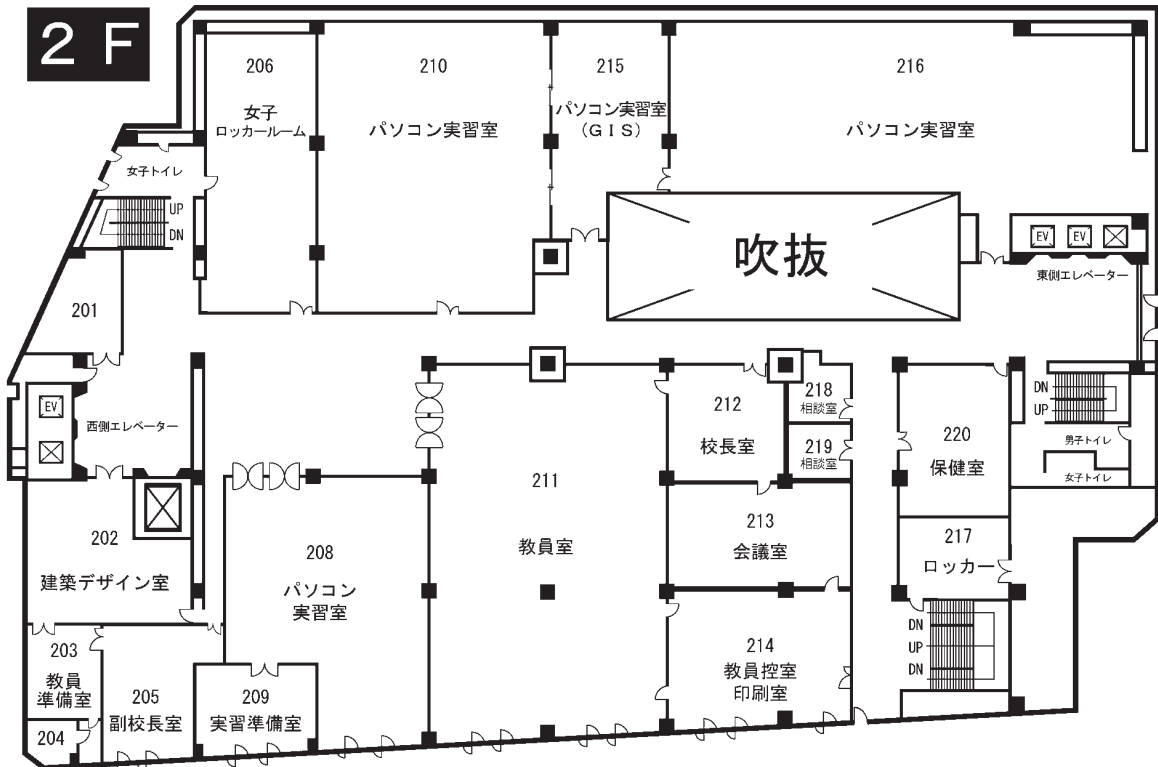 2F
206
女子
ロッカールーム
210
パソコン実習室
215
パソコン実習室
(GIS)
216
パソコン実習室
女子トイレ
UP
DN
吹抜
EV
EV
東側エレベーター
201
EV
西側エレベーター
202
建築デザイン室
203
教員
準備室
204
205
副校長室
208
パソコン
実習室
209
実習準備室
211
教員室
212
校長室
218
相談室
219
相談室
213
会議室
214
教員控室
印刷室
220
保健室
217
ロッカー
DN
UP
男子トイレ
女子トイレ
DN
UP
DN